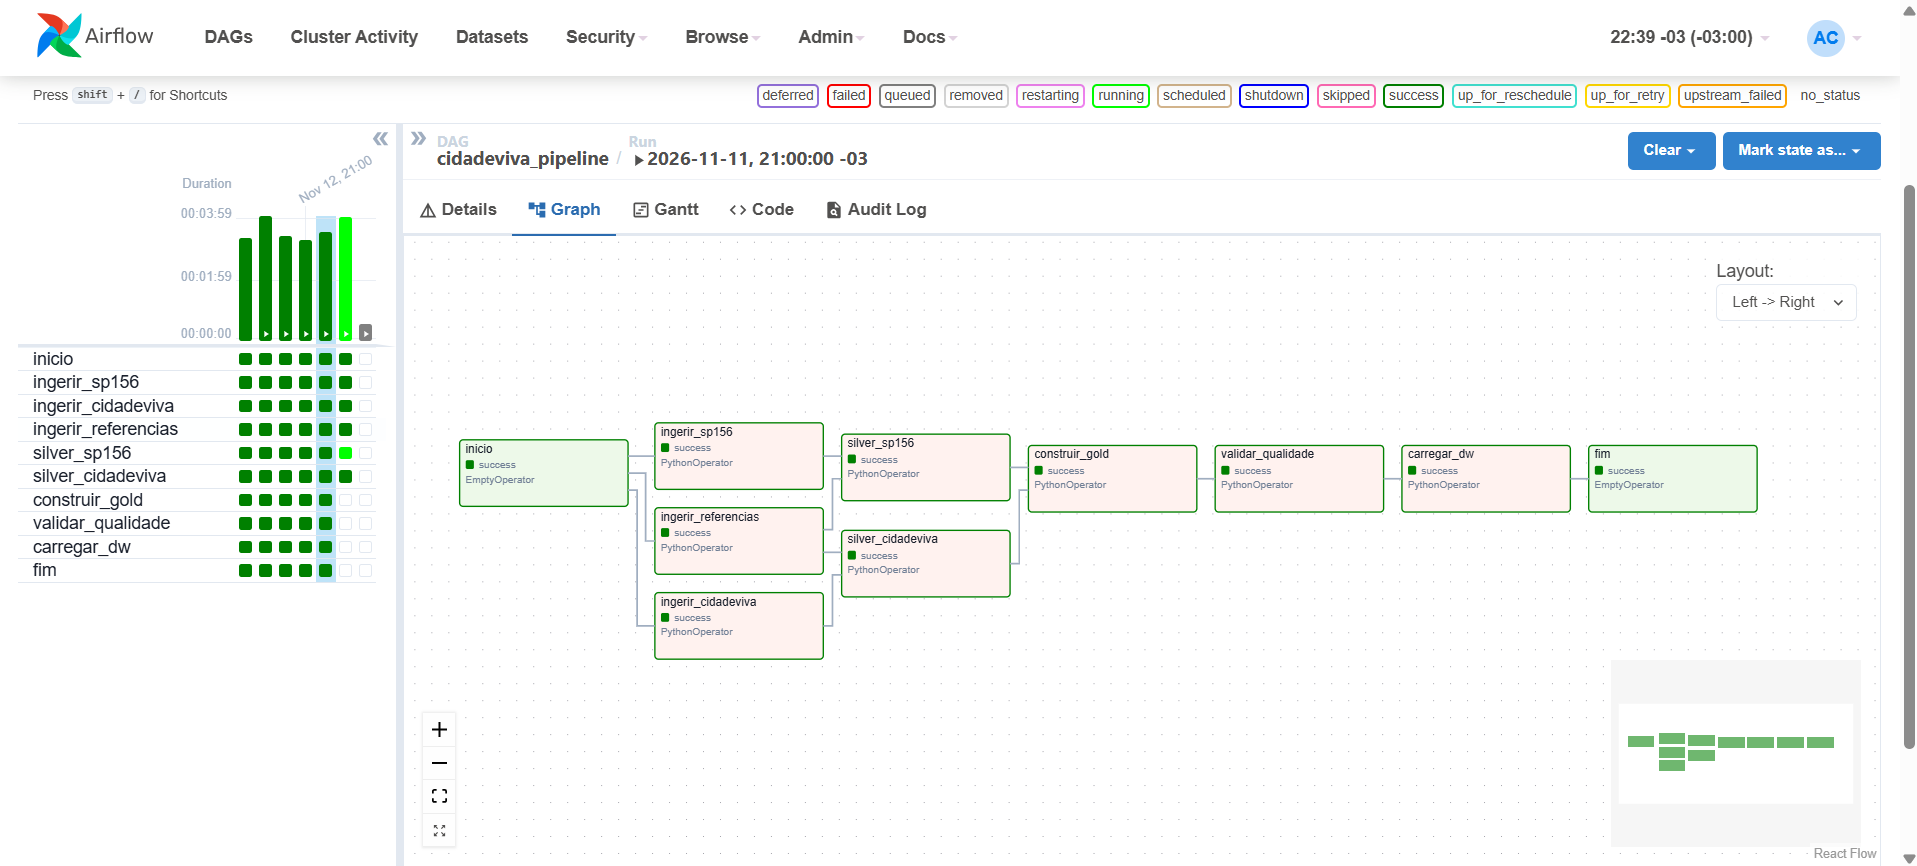 Airflow DAGs Cluster Activity Datasets Security Browse Admin Docs 22:39 -03 (-03:00) AC
Press shift + / for Shortcuts
deferred failed queued removed restarting running scheduled shutdown skipped success up_for_reschedule up_for_retry upstream_failed no_status
DAG
cidadeviva_pipeline /
Run
2026-11-11, 21:00:00 -03
Clear
Mark state as...
Details Graph Gantt Code Audit Log
Nov 12, 21:00
Duration
00:03:59
00:01:59
00:00:00
inicio
ingerir_sp156
ingerir_cidadeviva
ingerir_referencias
silver_sp156
silver_cidadeviva
construir_gold
validar_qualidade
carregar_dw
fim
Layout:
Left -> Right
inicio
success
EmptyOperator
ingerir_sp156
success
PythonOperator
ingerir_referencias
success
PythonOperator
ingerir_cidadeviva
success
PythonOperator
silver_sp156
success
PythonOperator
silver_cidadeviva
success
PythonOperator
construir_gold
success
PythonOperator
validar_qualidade
success
PythonOperator
carregar_dw
success
PythonOperator
fim
success
EmptyOperator
React Flow